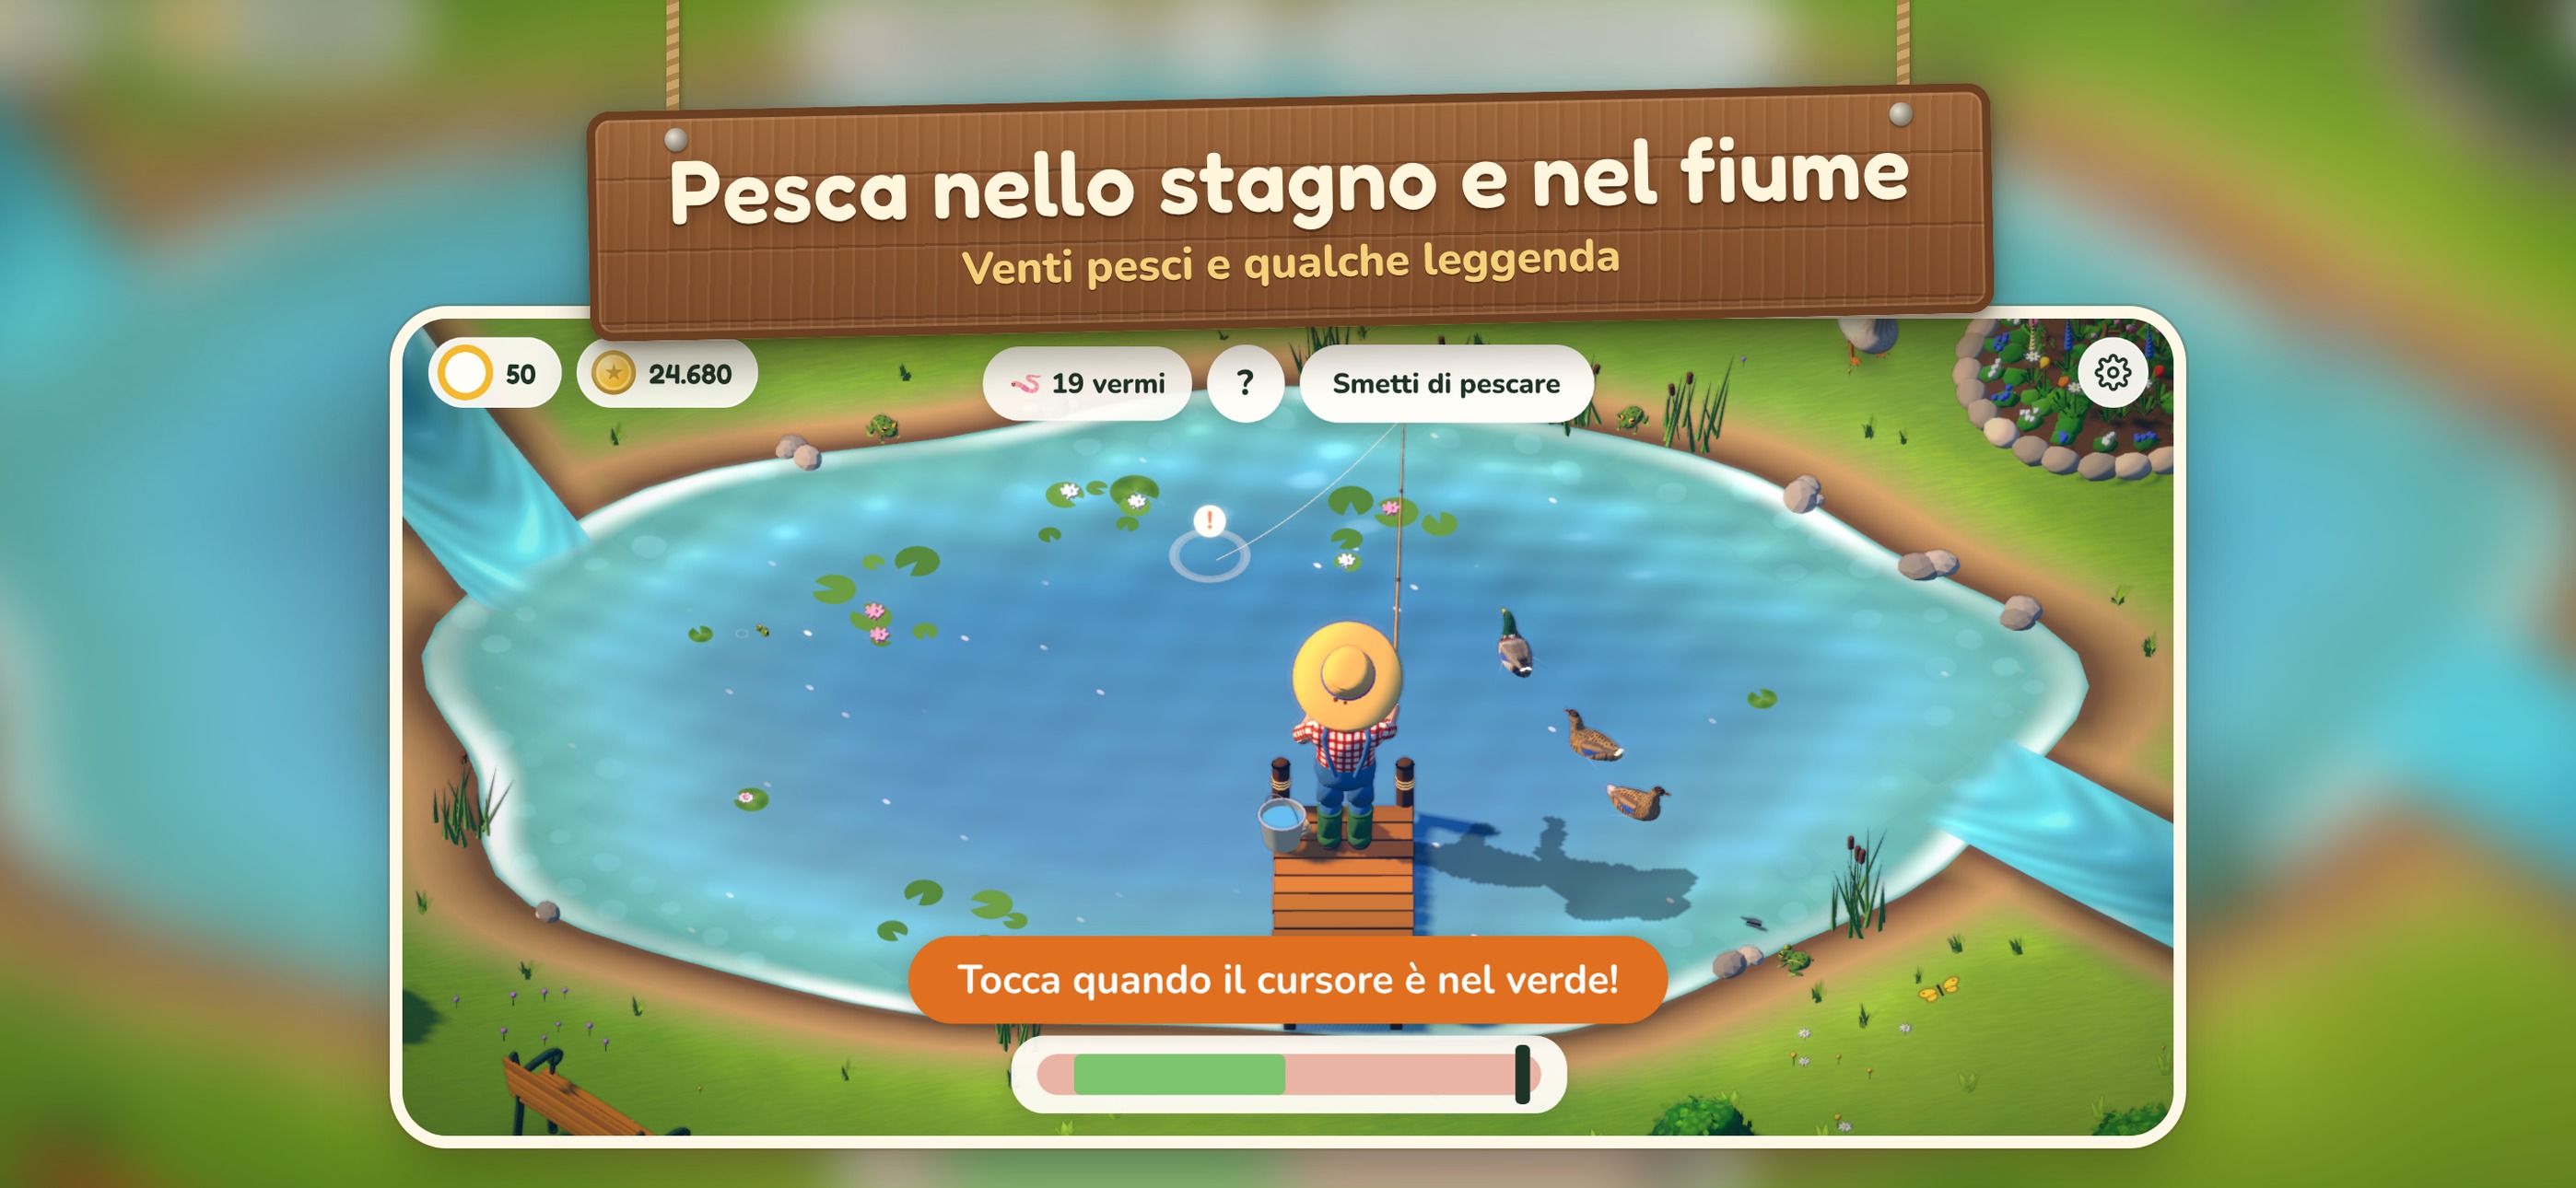 Pesca nello stagno e nel fiume
Venti pesci e qualche leggenda
50
24.680
19 vermi
?
Smetti di pescare
!
Tocca quando il cursore è nel verde!